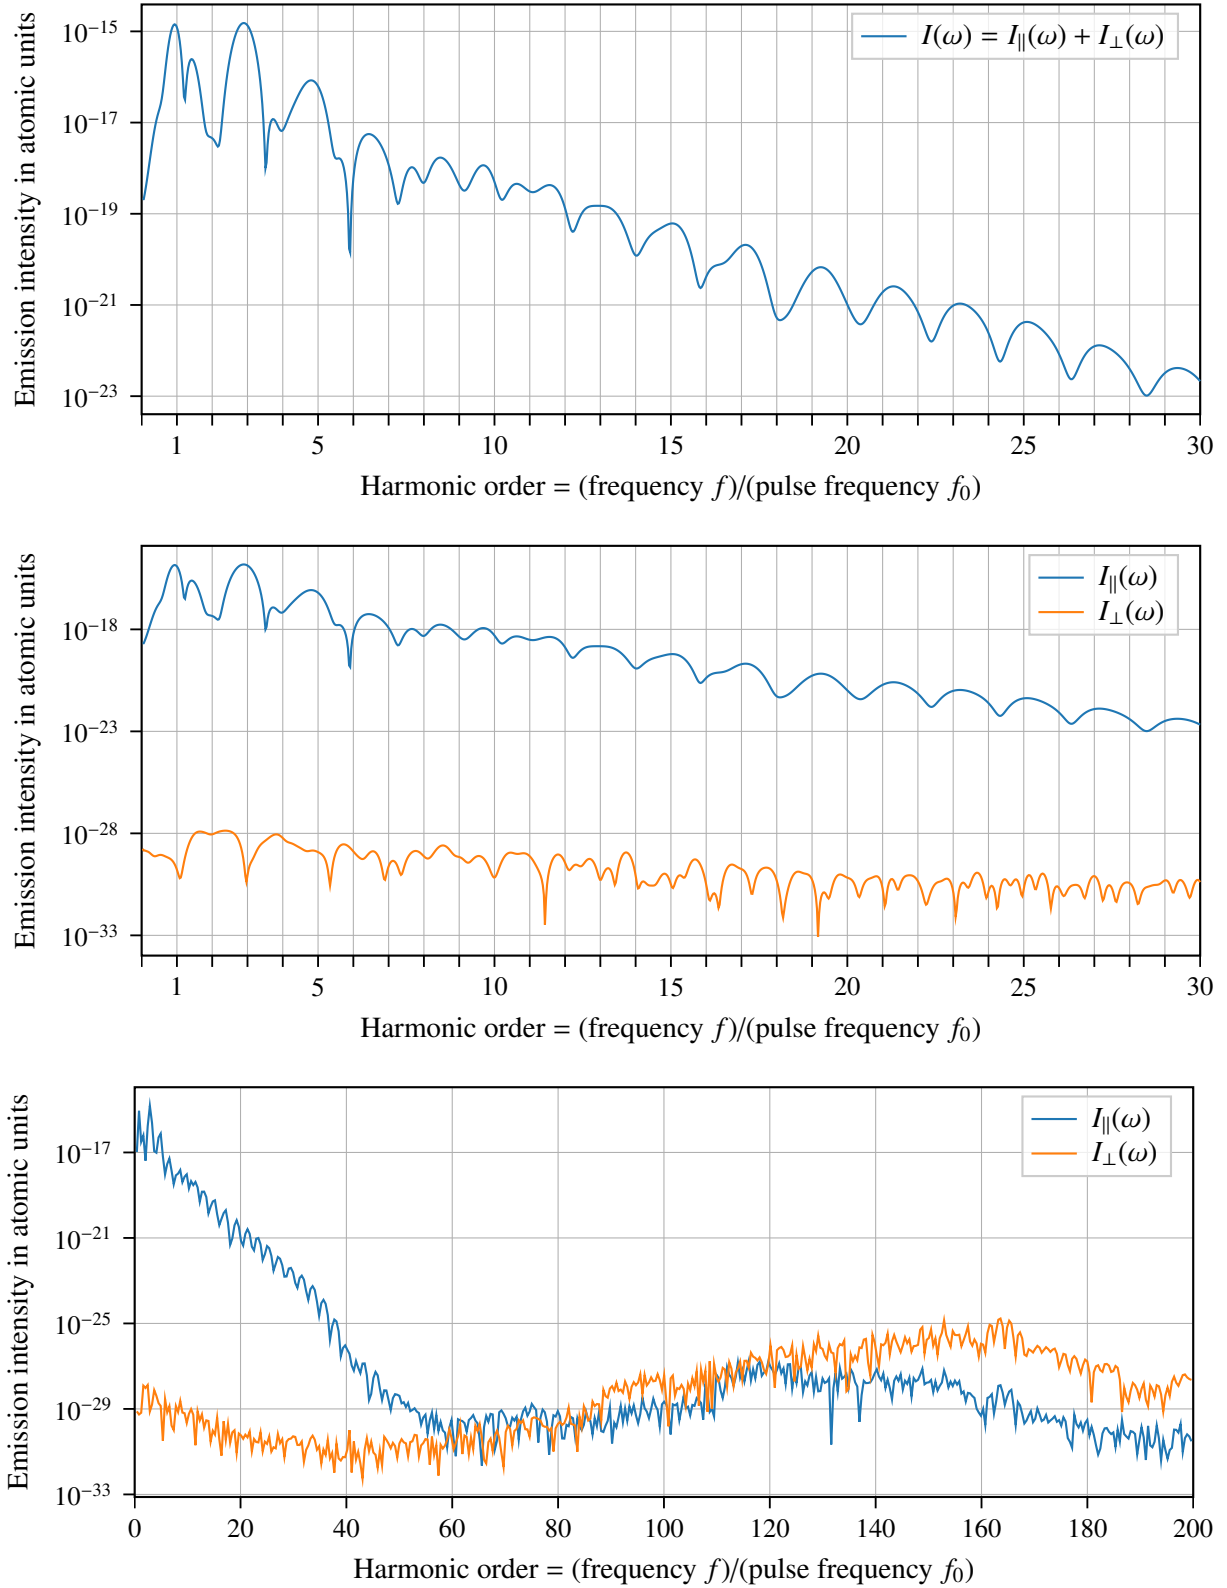 Emission intensity in atomic units
10⁻¹⁵
10⁻¹⁷
10⁻¹⁹
10⁻²¹
10⁻²³
I(ω) = I∥(ω) + I⊥(ω)
1 5 10 15 20 25 30
Harmonic order = (frequency f)/(pulse frequency f₀)
Emission intensity in atomic units
10⁻¹⁸
10⁻²³
10⁻²⁸
10⁻³³
I∥(ω)
I⊥(ω)
1 5 10 15 20 25 30
Harmonic order = (frequency f)/(pulse frequency f₀)
Emission intensity in atomic units
10⁻¹⁷
10⁻²¹
10⁻²⁵
10⁻²⁹
10⁻³³
I∥(ω)
I⊥(ω)
0 20 40 60 80 100 120 140 160 180 200
Harmonic order = (frequency f)/(pulse frequency f₀)